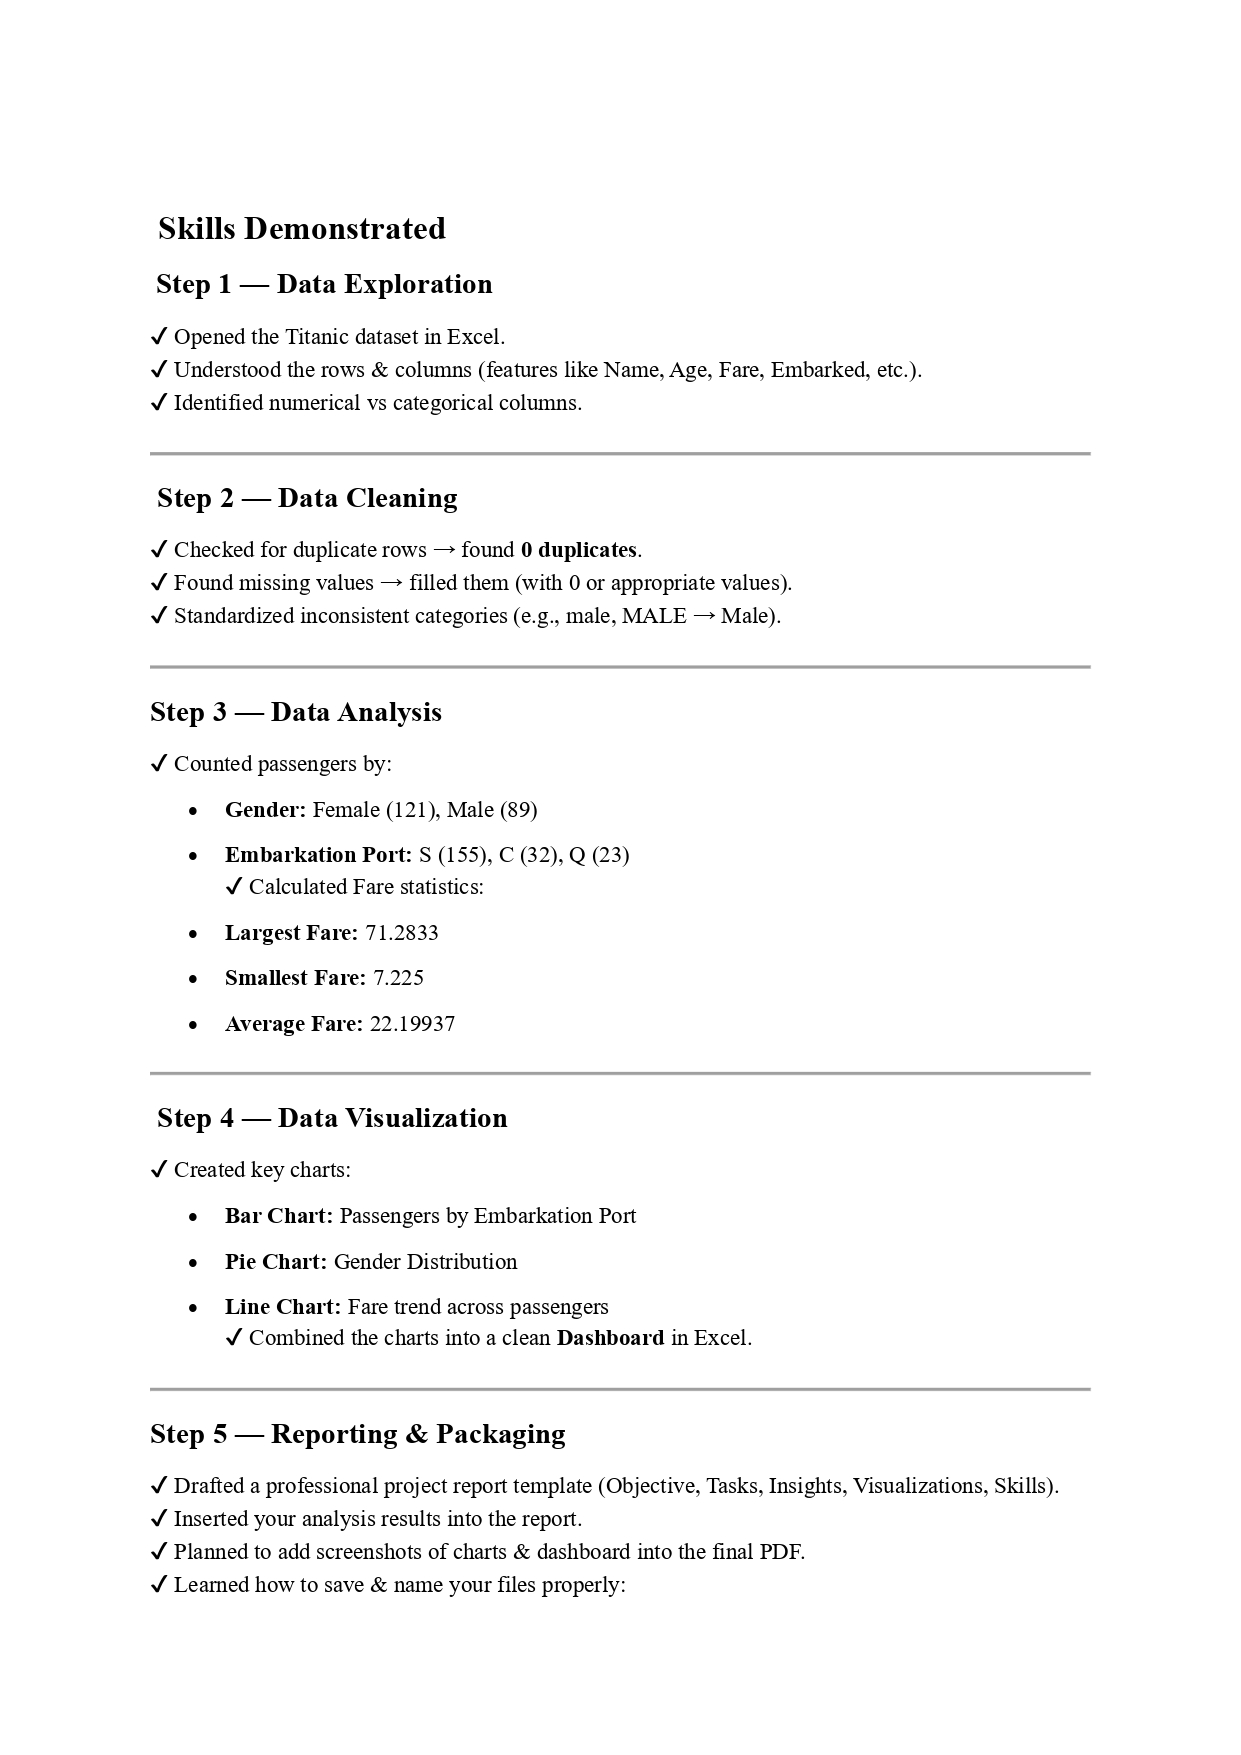 Skills Demonstrated
Step 1 — Data Exploration
✔ Opened the Titanic dataset in Excel.
✔ Understood the rows & columns (features like Name, Age, Fare, Embarked, etc.).
✔ Identified numerical vs categorical columns.
Step 2 — Data Cleaning
✔ Checked for duplicate rows → found 0 duplicates.
✔ Found missing values → filled them (with 0 or appropriate values).
✔ Standardized inconsistent categories (e.g., male, MALE → Male).
Step 3 — Data Analysis
✔ Counted passengers by:
• Gender: Female (121), Male (89)
• Embarkation Port: S (155), C (32), Q (23)
✔ Calculated Fare statistics:
• Largest Fare: 71.2833
• Smallest Fare: 7.225
• Average Fare: 22.19937
Step 4 — Data Visualization
✔ Created key charts:
• Bar Chart: Passengers by Embarkation Port
• Pie Chart: Gender Distribution
• Line Chart: Fare trend across passengers
✔ Combined the charts into a clean Dashboard in Excel.
Step 5 — Reporting & Packaging
✔ Drafted a professional project report template (Objective, Tasks, Insights, Visualizations, Skills).
✔ Inserted your analysis results into the report.
✔ Planned to add screenshots of charts & dashboard into the final PDF.
✔ Learned how to save & name your files properly: